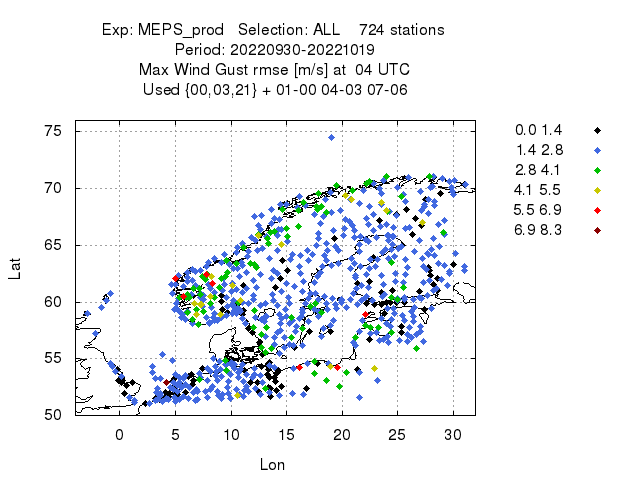 Exp: MEPS_prod   Selection: ALL    724 stations
Period: 20220930-20221019
Max Wind Gust rmse [m/s] at  04 UTC
Used {00,03,21} + 01-00 04-03 07-06
75
70
65
60
55
50
Lat
0 5 10 15 20 25 30
Lon
0.0 1.4
1.4 2.8
2.8 4.1
4.1 5.5
5.5 6.9
6.9 8.3